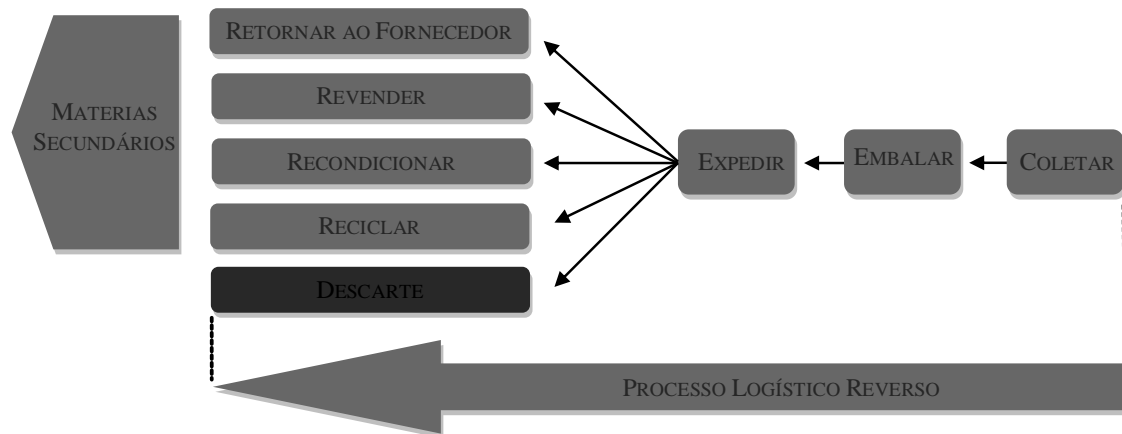 RETORNAR AO FORNECEDOR
REVENDER
RECONDICIONAR
RECICLAR
DESCARTE
MATERIAS
SECUNDÁRIOS
EXPEDIR
EMBALAR
COLETAR
PROCESSO LOGÍSTICO REVERSO